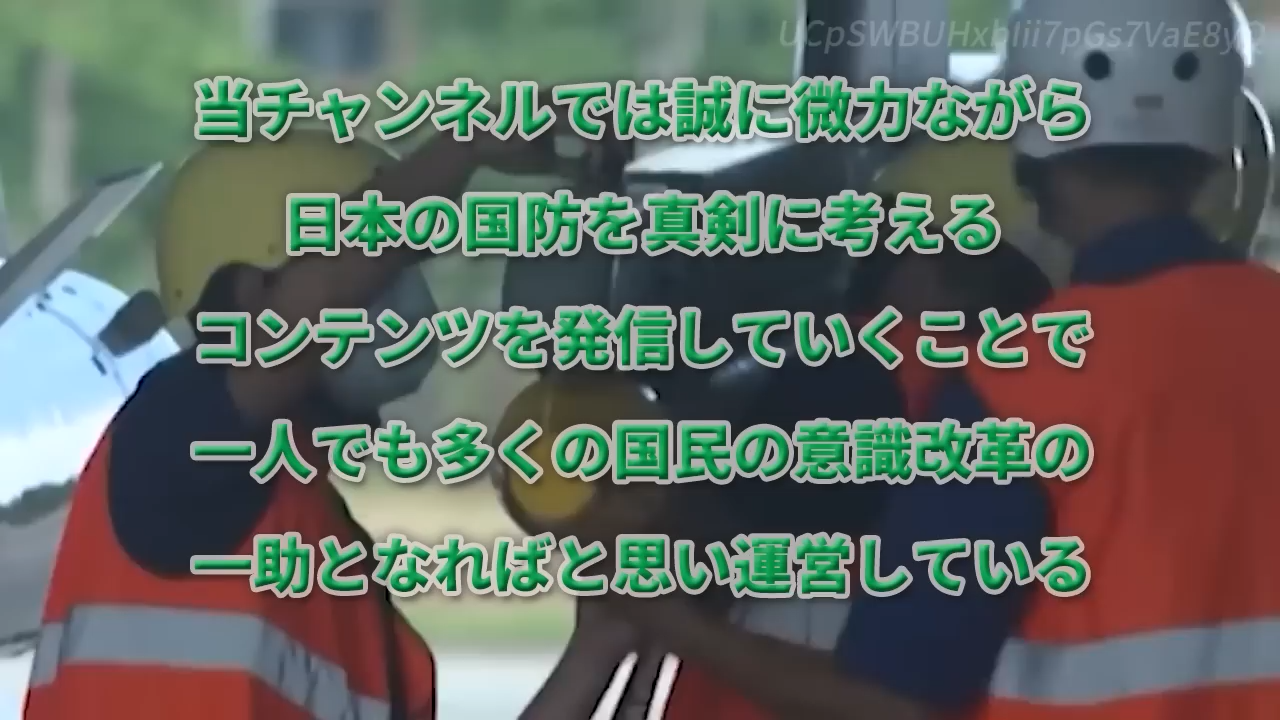 当チャンネルでは誠に微力ながら
日本の国防を真剣に考える
コンテンツを発信していくことで
一人でも多くの国民の意識改革の
一助となればと思い運営している